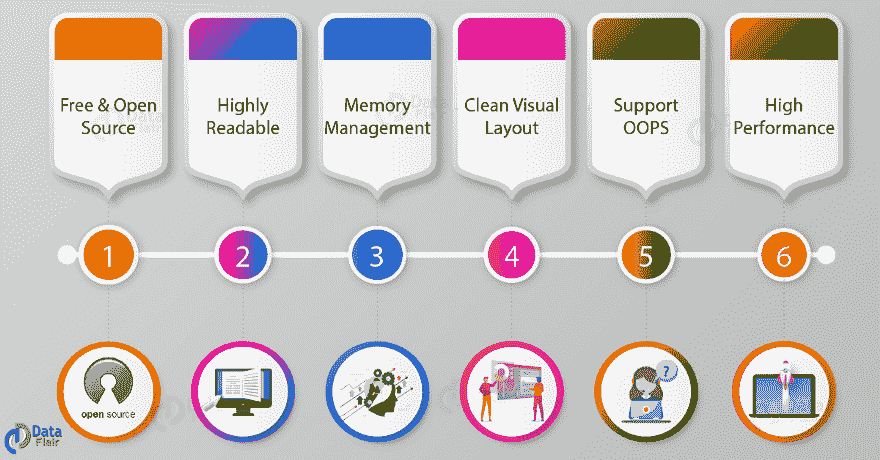 Free & Open
Source
Highly
Readable
Memory
Management
Clean Visual
Layout
Support
OOPS
High
Performance
1
2
3
4
5
6
open source
?
Data
Flair